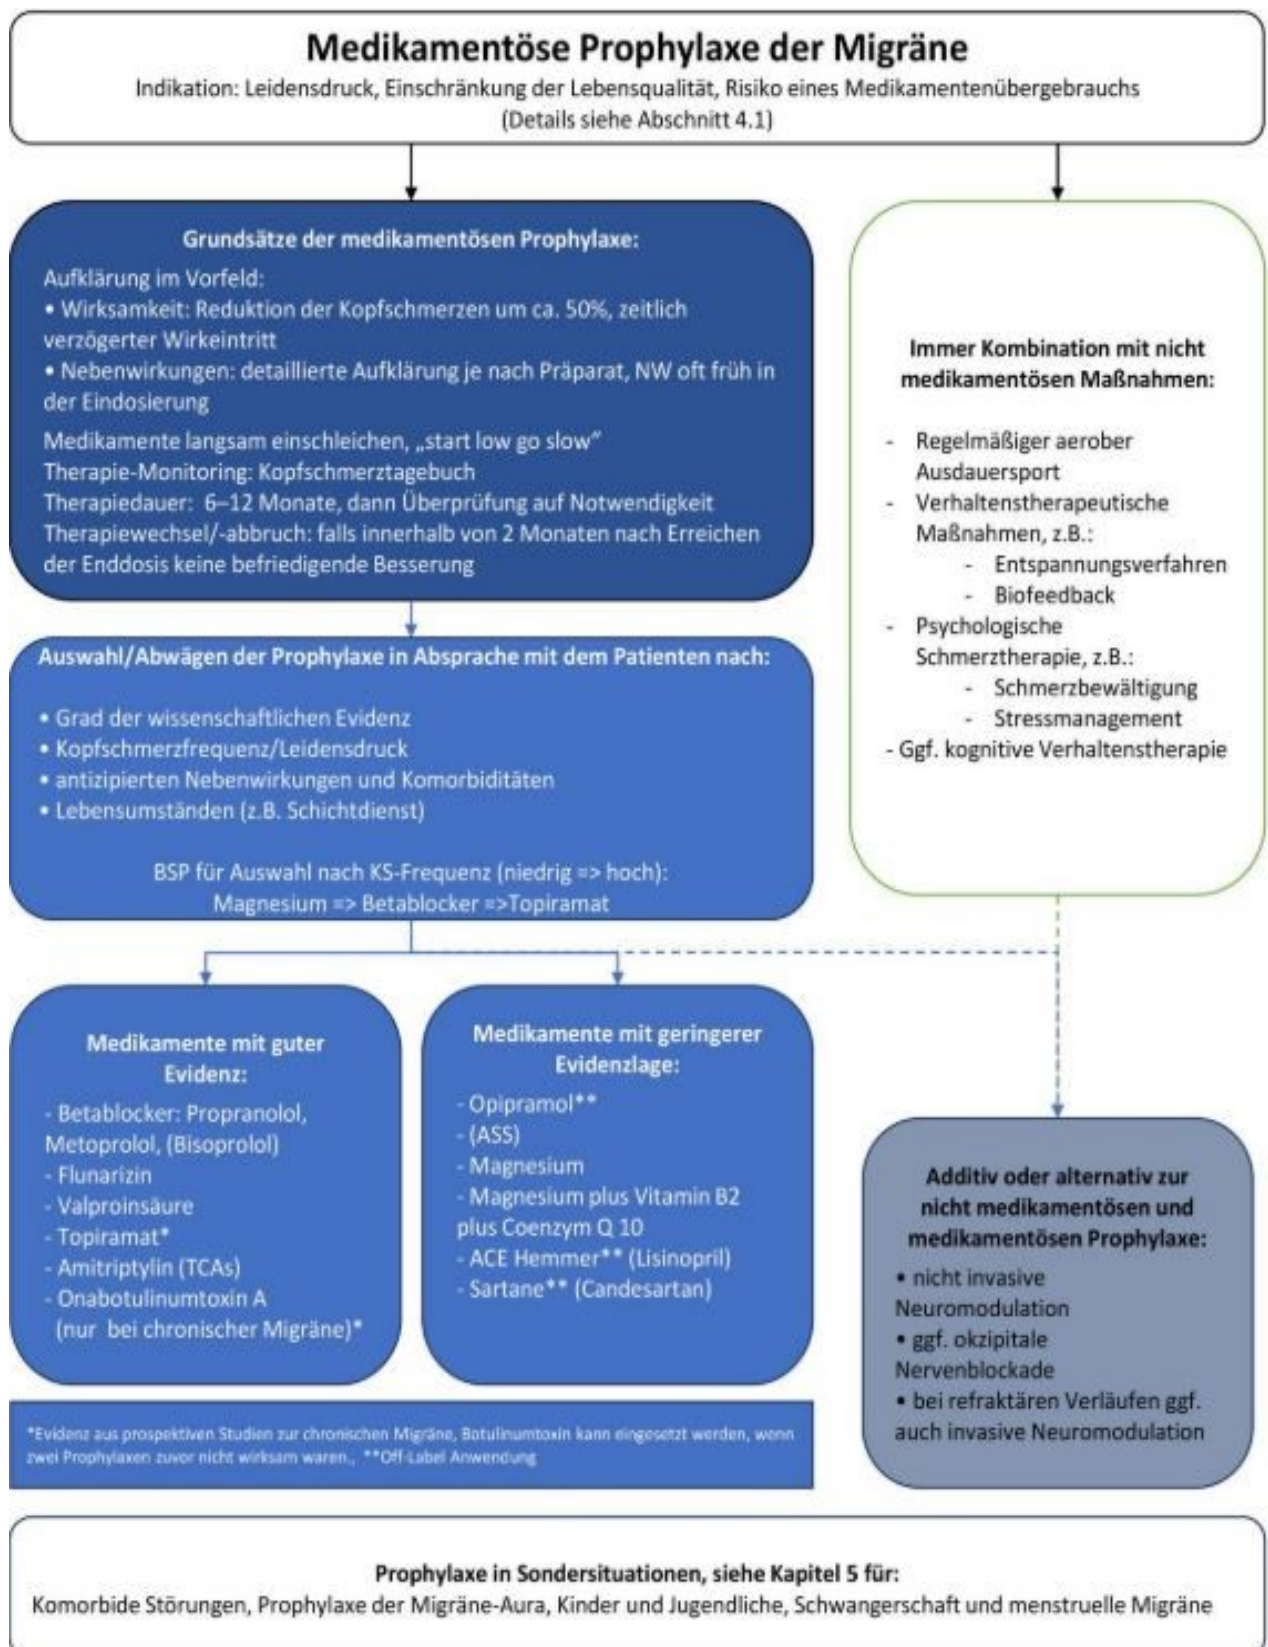 Medikamentöse Prophylaxe der Migräne
Indikation: Leidensdruck, Einschränkung der Lebensqualität, Risiko eines Medikamentenübergebrauchs
(Details siehe Abschnitt 4.1)
Grundsätze der medikamentösen Prophylaxe:
Aufklärung im Vorfeld:
• Wirksamkeit: Reduktion der Kopfschmerzen um ca. 50%, zeitlich
verzögerter Wirkeintritt
• Nebenwirkungen: detaillierte Aufklärung je nach Präparat, NW oft früh in
der Eindosierung
Medikamente langsam einschleichen, „start low go slow“
Therapie-Monitoring: Kopfschmerztagebuch
Therapiedauer: 6–12 Monate, dann Überprüfung auf Notwendigkeit
Therapiewechsel/-abbruch: falls innerhalb von 2 Monaten nach Erreichen
der Enddosis keine befriedigende Besserung
Immer Kombination mit nicht
medikamentösen Maßnahmen:
- Regelmäßiger aerober
Ausdauersport
- Verhaltenstherapeutische
Maßnahmen, z.B.:
- Entspannungsverfahren
- Biofeedback
- Psychologische
Schmerztherapie, z.B.:
- Schmerzbewältigung
- Stressmanagement
- Ggf. kognitive Verhaltenstherapie
Auswahl/Abwägen der Prophylaxe in Absprache mit dem Patienten nach:
• Grad der wissenschaftlichen Evidenz
• Kopfschmerzfrequenz/Leidensdruck
• antizipierten Nebenwirkungen und Komorbiditäten
• Lebensumständen (z.B. Schichtdienst)
BSP für Auswahl nach KS-Frequenz (niedrig => hoch):
Magnesium => Betablocker =>Topiramat
Medikamente mit guter
Evidenz:
- Betablocker: Propranolol,
Metoprolol, (Bisoprolol)
- Flunarizin
- Valproinsäure
- Topiramat*
- Amitriptylin (TCAs)
- Onabotulinumtoxin A
(nur bei chronischer Migräne)*
Medikamente mit geringerer
Evidenzlage:
- Opipramol**
- (ASS)
- Magnesium
- Magnesium plus Vitamin B2
plus Coenzym Q 10
- ACE Hemmer** (Lisinopril)
- Sartane** (Candesartan)
Additiv oder alternativ zur
nicht medikamentösen und
medikamentösen Prophylaxe:
• nicht invasive
Neuromodulation
• ggf. okzipitale
Nervenblockade
• bei refraktären Verläufen ggf.
auch invasive Neuromodulation
*Evidenz aus prospektiven Studien zur chronischen Migräne, Botulinumtoxin kann eingesetzt werden, wenn
zwei Prophylaxen zuvor nicht wirksam waren., **Off-Label Anwendung
Prophylaxe in Sondersituationen, siehe Kapitel 5 für:
Komorbide Störungen, Prophylaxe der Migräne-Aura, Kinder und Jugendliche, Schwangerschaft und menstruelle Migräne